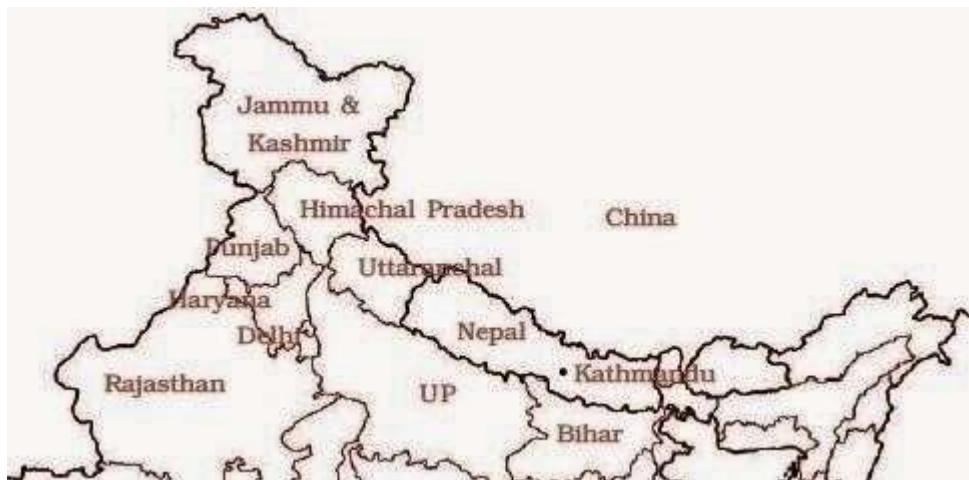 Jammu &
Kashmir
Himachal Pradesh
China
Punjab
Uttaranchal
Haryana
Nepal
Delhi
Kathmandu
Rajasthan
UP
Bihar